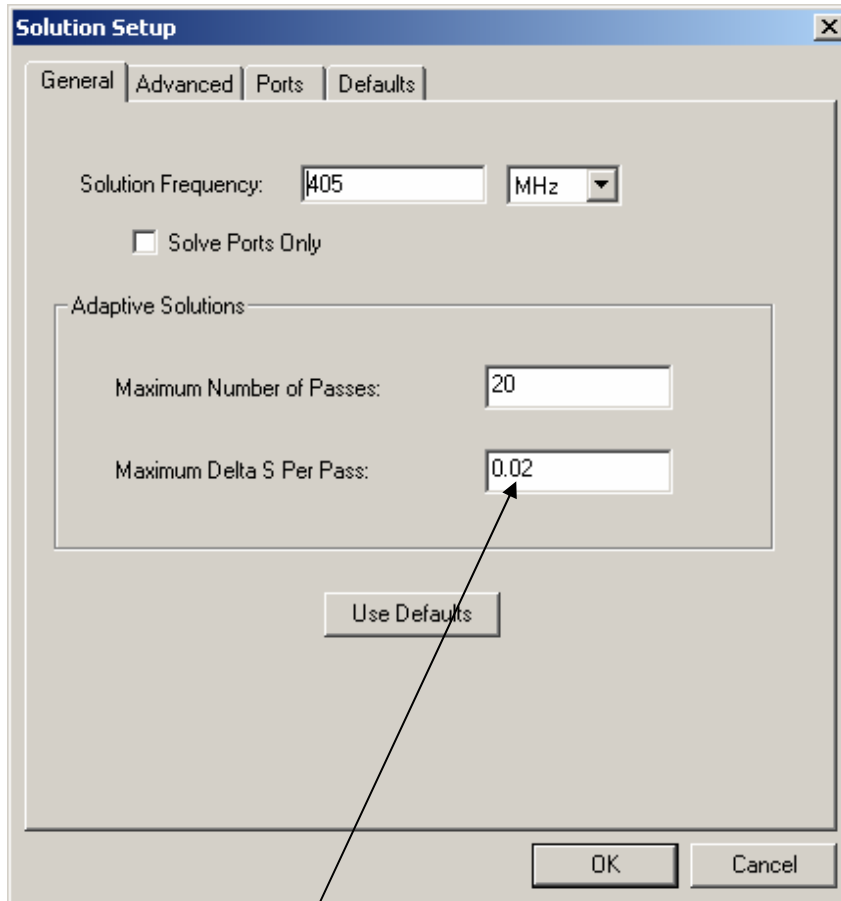 Solution Setup
General Advanced Ports Defaults
Solution Frequency: 405 MHz
Solve Ports Only
Adaptive Solutions
Maximum Number of Passes: 20
Maximum Delta S Per Pass: 0.02
Use Defaults
OK Cancel